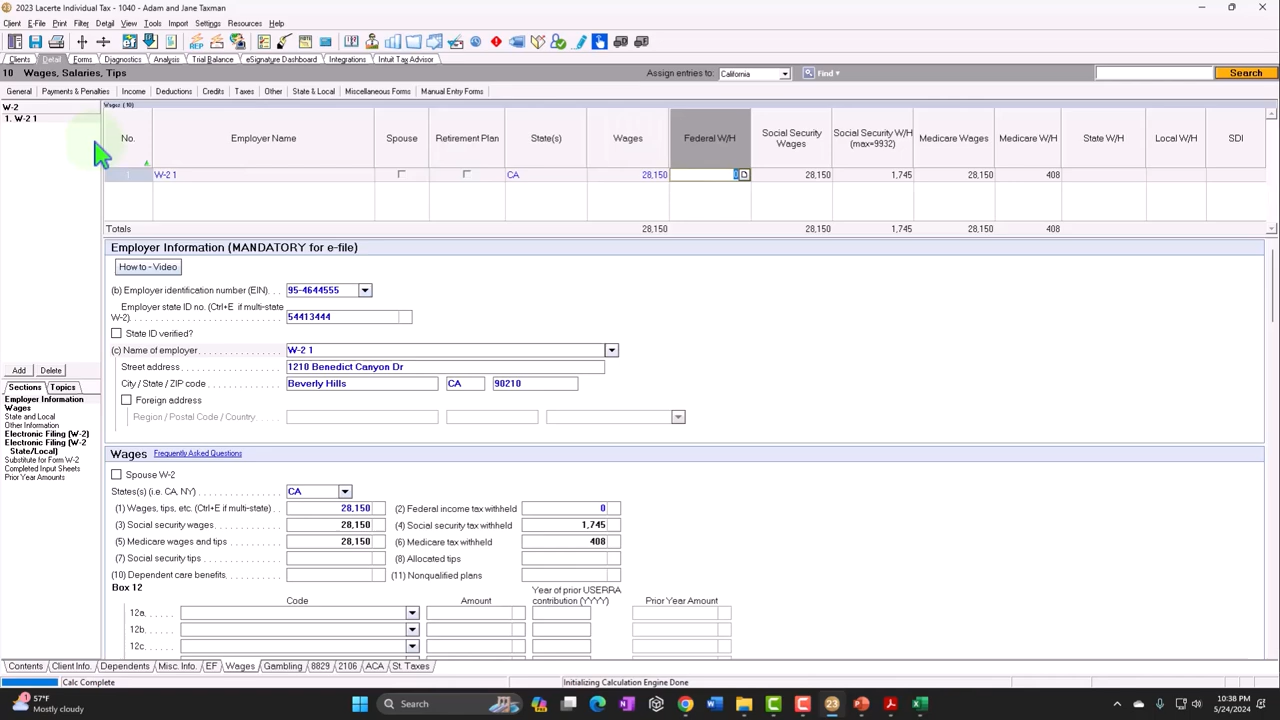 2023 Lacerte Individual Tax - 1040 - Adam and Jane Taxman
Client E-File Print Filter Detail View Tools Import Settings Resources Help
Clients Detail Forms Diagnostics Analysis Trial Balance eSignature Dashboard Integrations Intuit Tax Advisor
10 Wages, Salaries, Tips Assign entries to: California Find Search
General Payments & Penalties Income Deductions Credits Taxes Other State & Local Miscellaneous Forms Manual Entry Forms
W-2
1. W-2 1
Wages (10)
No. Employer Name Spouse Retirement Plan State(s) Wages Federal W/H Social Security Wages Social Security W/H (max=9932) Medicare Wages Medicare W/H State W/H Local W/H SDI
1 W-2 1 CA 28,150 0 28,150 1,745 28,150 408
Totals 28,150 28,150 1,745 28,150 408
Employer Information (MANDATORY for e-file)
How to - Video
(b) Employer identification number (EIN). . . 95-4644555
Employer state ID no. (Ctrl+E if multi-state W-2) 54413444
State ID verified?
(c) Name of employer W-2 1
Street address 1210 Benedict Canyon Dr
City / State / ZIP code Beverly Hills CA 90210
Foreign address
Region / Postal Code / Country
Add Delete
Sections Topics
Employer Information
Wages
State and Local
Other Information
Electronic Filing (W-2)
Electronic Filing (W-2
State/Local)
Substitute for Form W-2
Completed Input Sheets
Prior Year Amounts
Wages Frequently Asked Questions
Spouse W-2
States(s) (i.e. CA, NY) CA
(1) Wages, tips, etc. (Ctrl+E if multi-state) 28,150 (2) Federal income tax withheld 0
(3) Social security wages 28,150 (4) Social security tax withheld 1,745
(5) Medicare wages and tips 28,150 (6) Medicare tax withheld 408
(7) Social security tips (8) Allocated tips
(10) Dependent care benefits (11) Nonqualified plans
Box 12
Code Amount Year of prior USERRA contribution (YYYY) Prior Year Amount
12a
12b
12c
Contents Client Info. Dependents Misc. Info. EF Wages Gambling 8829 2106 ACA St. Taxes
Calc Complete Initializing Calculation Engine Done
57°F
Mostly cloudy
Search
23
10:38 PM
5/24/2024